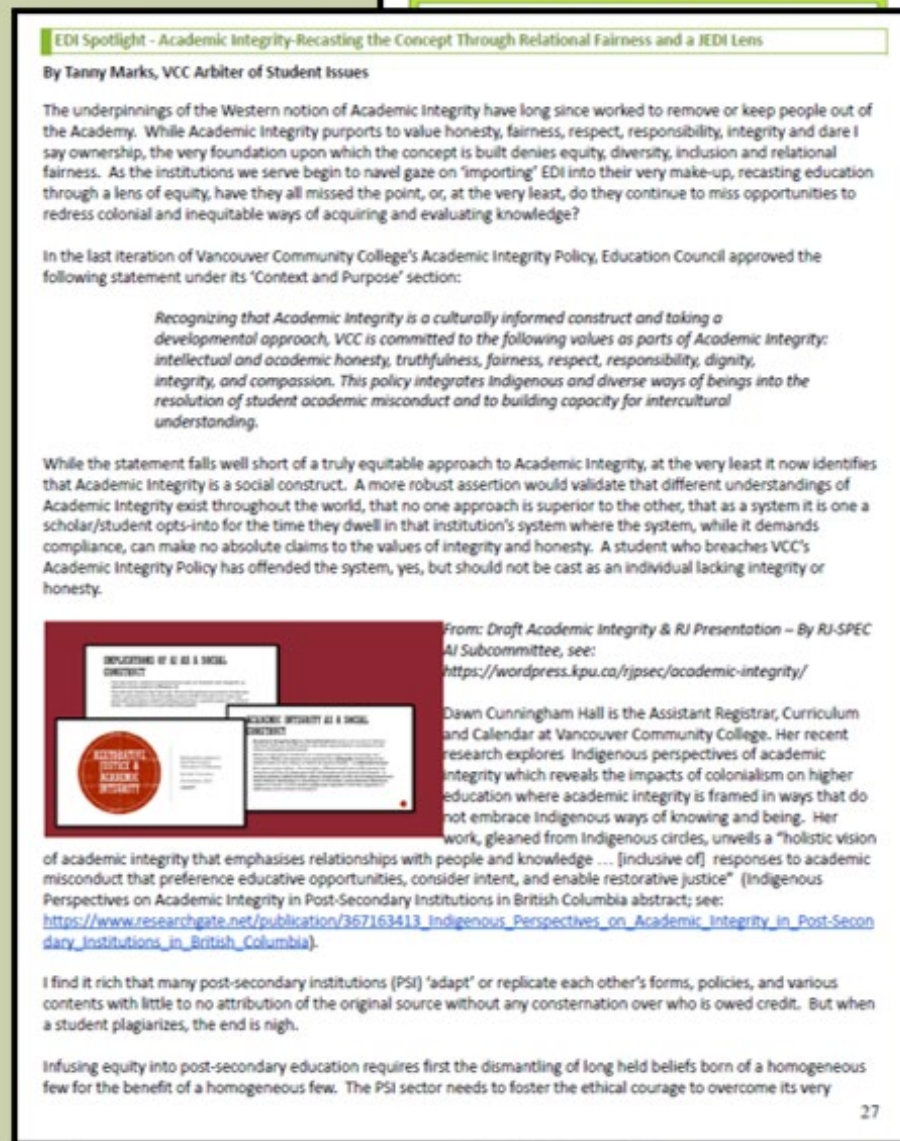 EDI Spotlight - Academic Integrity-Recasting the Concept Through Relational Fairness and a JEDI Lens
By Tanny Marks, VCC Arbiter of Student Issues
The underpinnings of the Western notion of Academic Integrity have long since worked to remove or keep people out of
the Academy. While Academic Integrity purports to value honesty, fairness, respect, responsibility, integrity and dare I
say ownership, the very foundation upon which the concept is built denies equity, diversity, inclusion and relational
fairness. As the institutions we serve begin to navel gaze on 'importing' EDI into their very make-up, recasting education
through a lens of equity, have they all missed the point, or, at the very least, do they continue to miss opportunities to
redress colonial and inequitable ways of acquiring and evaluating knowledge?
In the last iteration of Vancouver Community College's Academic Integrity Policy, Education Council approved the
following statement under its 'Context and Purpose' section:
Recognizing that Academic Integrity is a culturally informed construct and taking a
developmental approach, VCC is committed to the following values as parts of Academic Integrity:
intellectual and academic honesty, truthfulness, fairness, respect, responsibility, dignity,
integrity, and compassion. This policy integrates Indigenous and diverse ways of beings into the
resolution of student academic misconduct and to building capacity for intercultural
understanding.
While the statement falls well short of a truly equitable approach to Academic Integrity, at the very least it now identifies
that Academic Integrity is a social construct. A more robust assertion would validate that different understandings of
Academic Integrity exist throughout the world, that no one approach is superior to the other, that as a system it is one a
scholar/student opts-into for the time they dwell in that institution's system where the system, while it demands
compliance, can make no absolute claims to the values of integrity and honesty. A student who breaches VCC's
Academic Integrity Policy has offended the system, yes, but should not be cast as an individual lacking integrity or
honesty.
IMPLICATIONS OF AI AS A SOCIAL
CONSTRUCT
ACADEMIC INTEGRITY AS A SOCIAL
CONSTRUCT
RESTORATIVE
JUSTICE &
ACADEMIC
INTEGRITY
From: Draft Academic Integrity & RJ Presentation – By RJ-SPEC
AI Subcommittee, see:
https://wordpress.kpu.ca/rjpsec/academic-integrity/
Dawn Cunningham Hall is the Assistant Registrar, Curriculum
and Calendar at Vancouver Community College. Her recent
research explores Indigenous perspectives of academic
integrity which reveals the impacts of colonialism on higher
education where academic integrity is framed in ways that do
not embrace Indigenous ways of knowing and being. Her
work, gleaned from Indigenous circles, unveils a "holistic vision
of academic integrity that emphasises relationships with people and knowledge … [inclusive of] responses to academic
misconduct that preference educative opportunities, consider intent, and enable restorative justice" (Indigenous
Perspectives on Academic Integrity in Post-Secondary Institutions in British Columbia abstract; see:
https://www.researchgate.net/publication/367163413_Indigenous_Perspectives_on_Academic_Integrity_in_Post-Secon
dary_Institutions_in_British_Columbia).
I find it rich that many post-secondary institutions (PSI) 'adapt' or replicate each other's forms, policies, and various
contents with little to no attribution of the original source without any consternation over who is owed credit. But when
a student plagiarizes, the end is nigh.
Infusing equity into post-secondary education requires first the dismantling of long held beliefs born of a homogeneous
few for the benefit of a homogeneous few. The PSI sector needs to foster the ethical courage to overcome its very
27